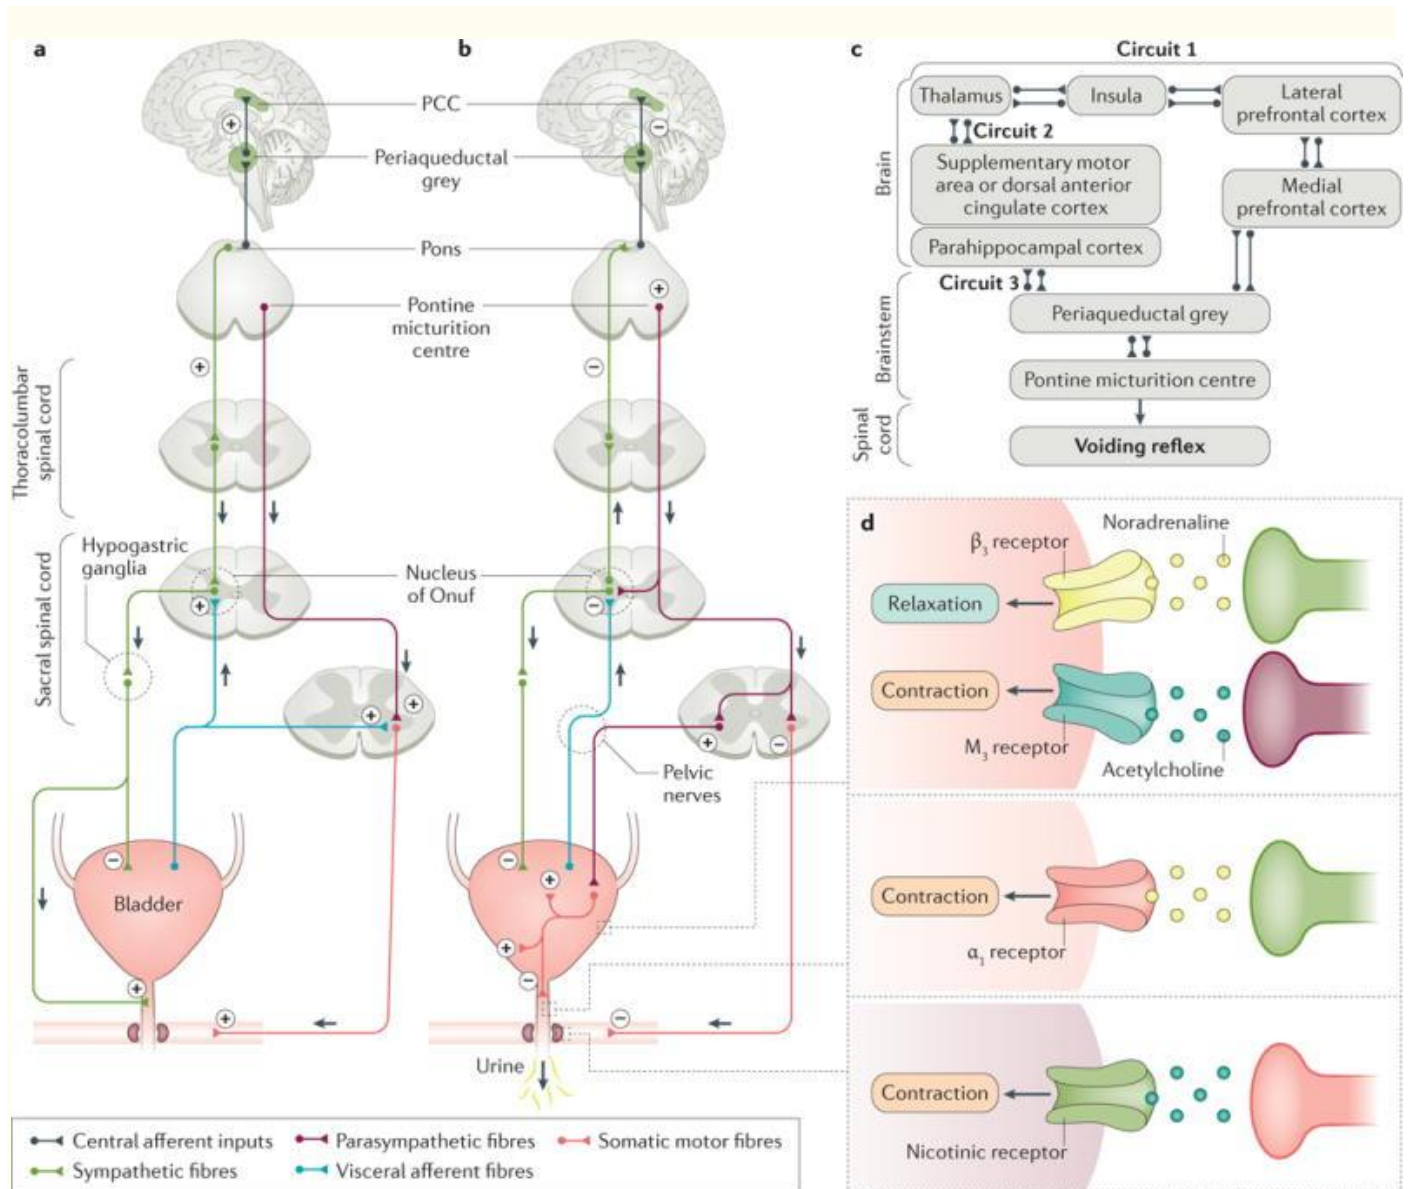 a
PCC
Periaqueductal
grey
Pons
Pontine
micturition
centre
Thoracolumbar
spinal cord
Sacral spinal cord
Hypogastric
ganglia
Nucleus
of Onuf
+
+
+
+
+
−
Bladder
+
+
b
−
+
−
−
+
−
Pelvic
nerves
−
+
+
−
−
Urine
c
Circuit 1
Brain
Thalamus
Insula
Lateral
prefrontal cortex
Circuit 2
Supplementary motor
area or dorsal anterior
cingulate cortex
Medial
prefrontal cortex
Parahippocampal cortex
Brainstem
Circuit 3
Periaqueductal grey
Pontine micturition centre
Spinal
cord
Voiding reflex
d
Noradrenaline
β₃ receptor
Relaxation
Contraction
M₃ receptor
Acetylcholine
Contraction
α₁ receptor
Contraction
Nicotinic receptor
Central afferent inputs
Parasympathetic fibres
Somatic motor fibres
Sympathetic fibres
Visceral afferent fibres